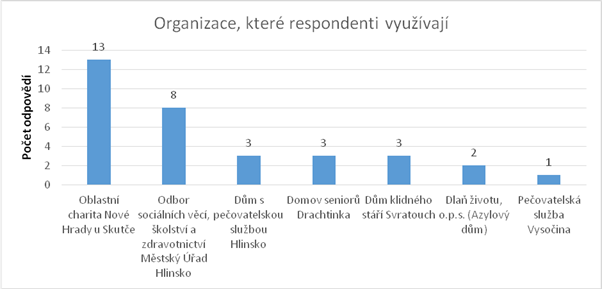 Organizace, které respondenti využívají
Počet odpovědí
14
12
10
8
6
4
2
0
13
8
3
3
3
2
1
Oblastní
charita Nové
Hrady u Skutče
Odbor
sociálních věcí,
školství a
zdravotnictví
Městský Úřad
Hlinsko
Dům s
pečovatelskou
službou
Hlinsko
Domov seniorů
Drachtinka
Dům klidného
stáří Svratouch
Dlaň životu,
o.p.s. (Azylový
dům)
Pečovatelská
služba
Vysočina